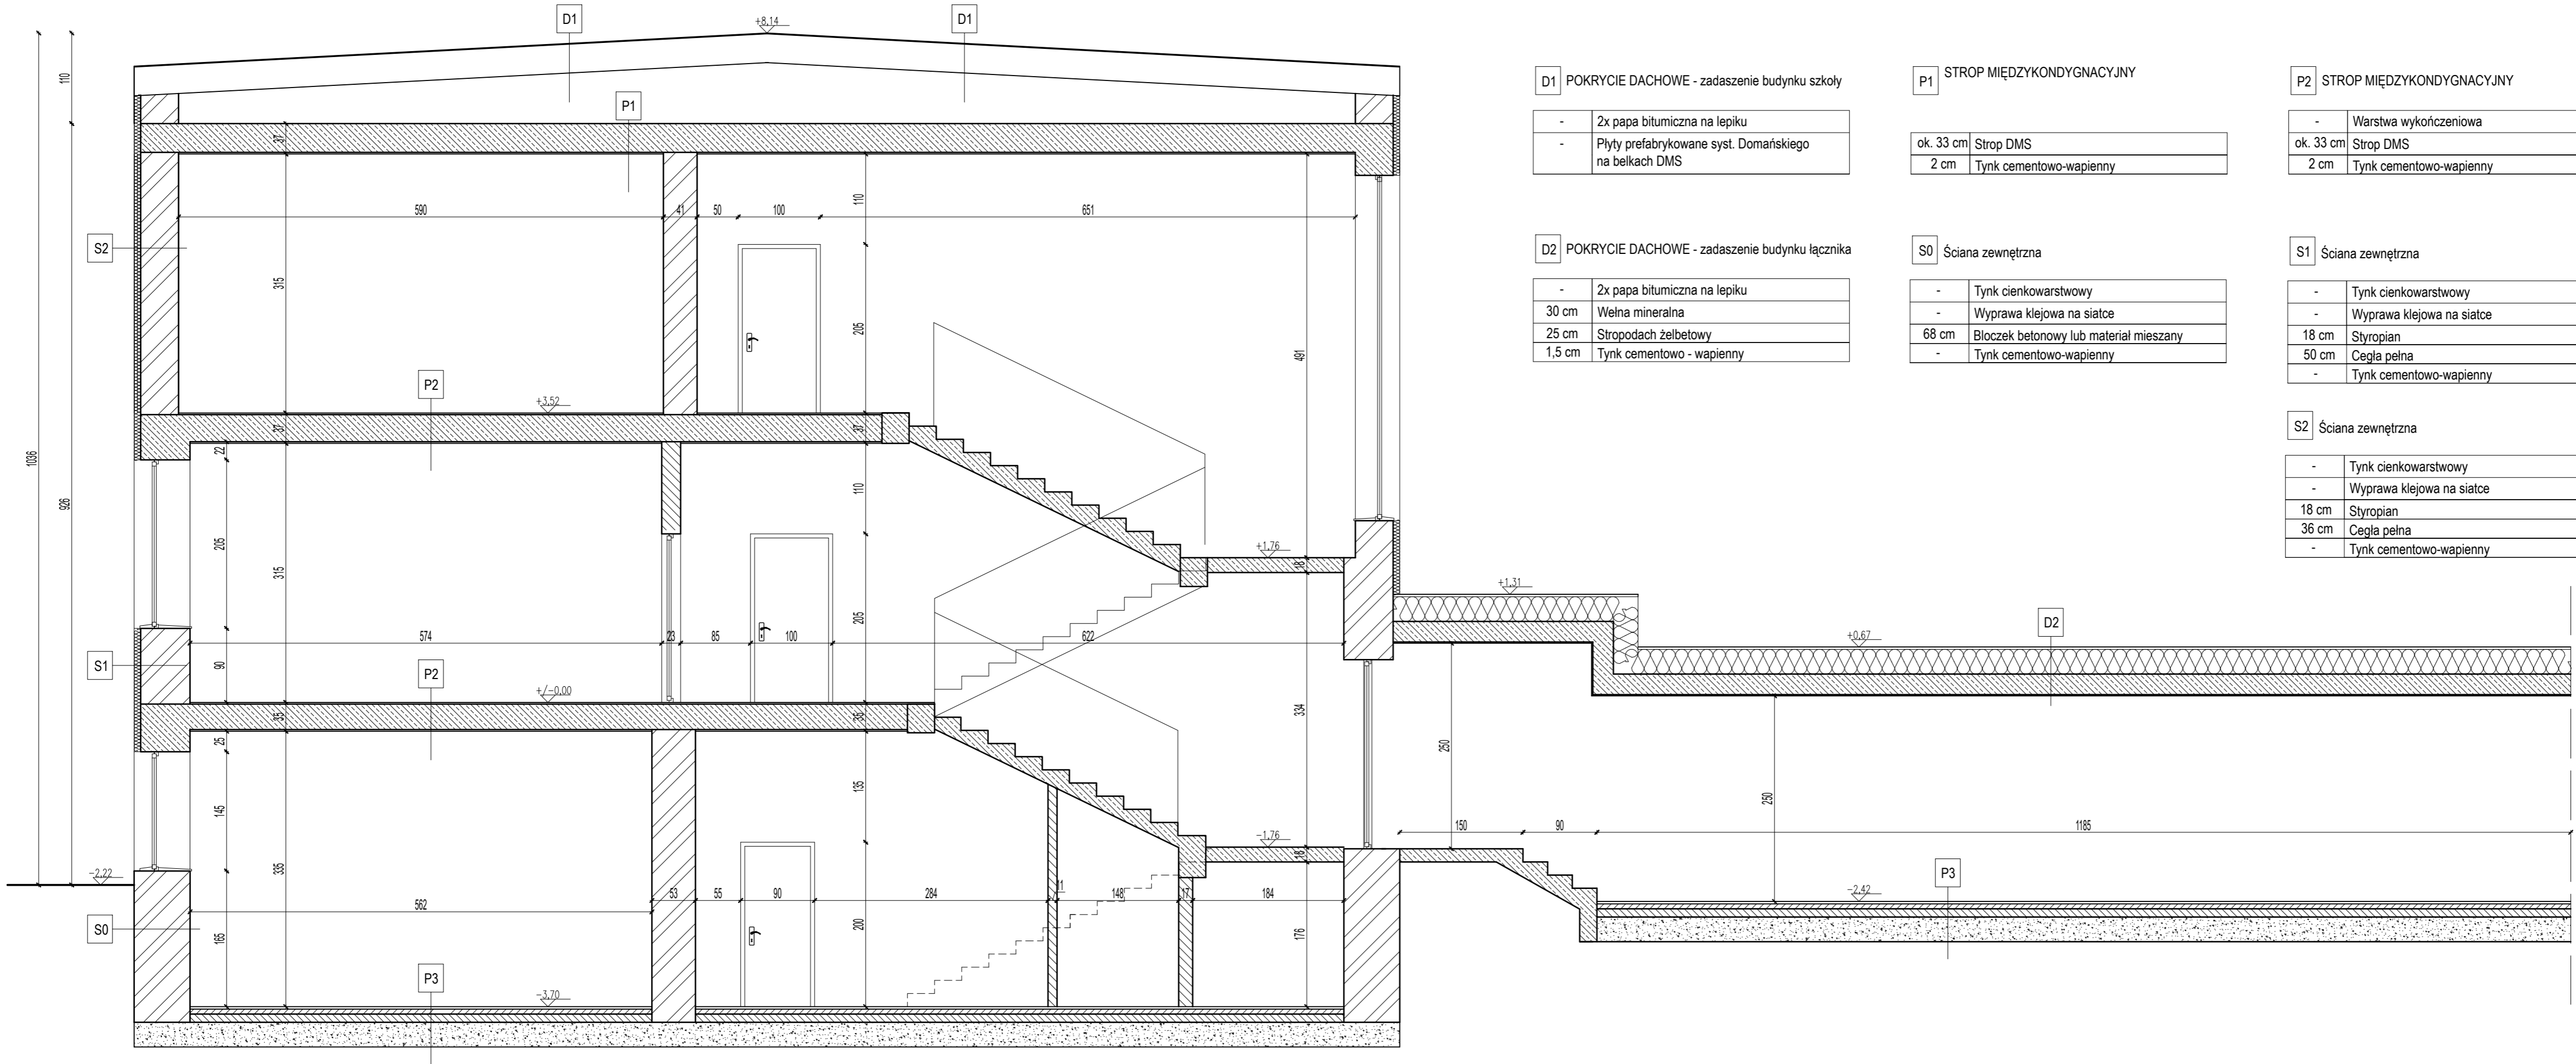 D1
+8,14
D1
110
1036
926
P1
37
590
41
50
100
651
110
S2
315
205
491
P2
+3,52
37
37
22
110
+1,76
18
205
315
205
574
23
85
100
622
S1
90
P2
+/-0,00
35
35
25
334
145
335
135
-1,76
18
-2,22
562
53
55
90
284
11
148
17
184
S0
165
200
176
P3
-3,70
+1,31
+0,67
D2
250
250
150
90
1185
-2,42
P3
D1 POKRYCIE DACHOWE - zadaszenie budynku szkoły
- 2x papa bitumiczna na lepiku
- Płyty prefabrykowane syst. Domańskiego
na belkach DMS
P1 STROP MIĘDZYKONDYGNACYJNY
ok. 33 cm Strop DMS
2 cm Tynk cementowo-wapienny
P2 STROP MIĘDZYKONDYGNACYJNY
- Warstwa wykończeniowa
ok. 33 cm Strop DMS
2 cm Tynk cementowo-wapienny
D2 POKRYCIE DACHOWE - zadaszenie budynku łącznika
- 2x papa bitumiczna na lepiku
30 cm Wełna mineralna
25 cm Stropodach żelbetowy
1,5 cm Tynk cementowo - wapienny
S0 Ściana zewnętrzna
- Tynk cienkowarstwowy
- Wyprawa klejowa na siatce
68 cm Bloczek betonowy lub materiał mieszany
- Tynk cementowo-wapienny
S1 Ściana zewnętrzna
- Tynk cienkowarstwowy
- Wyprawa klejowa na siatce
18 cm Styropian
50 cm Cegła pełna
- Tynk cementowo-wapienny
S2 Ściana zewnętrzna
- Tynk cienkowarstwowy
- Wyprawa klejowa na siatce
18 cm Styropian
36 cm Cegła pełna
- Tynk cementowo-wapienny